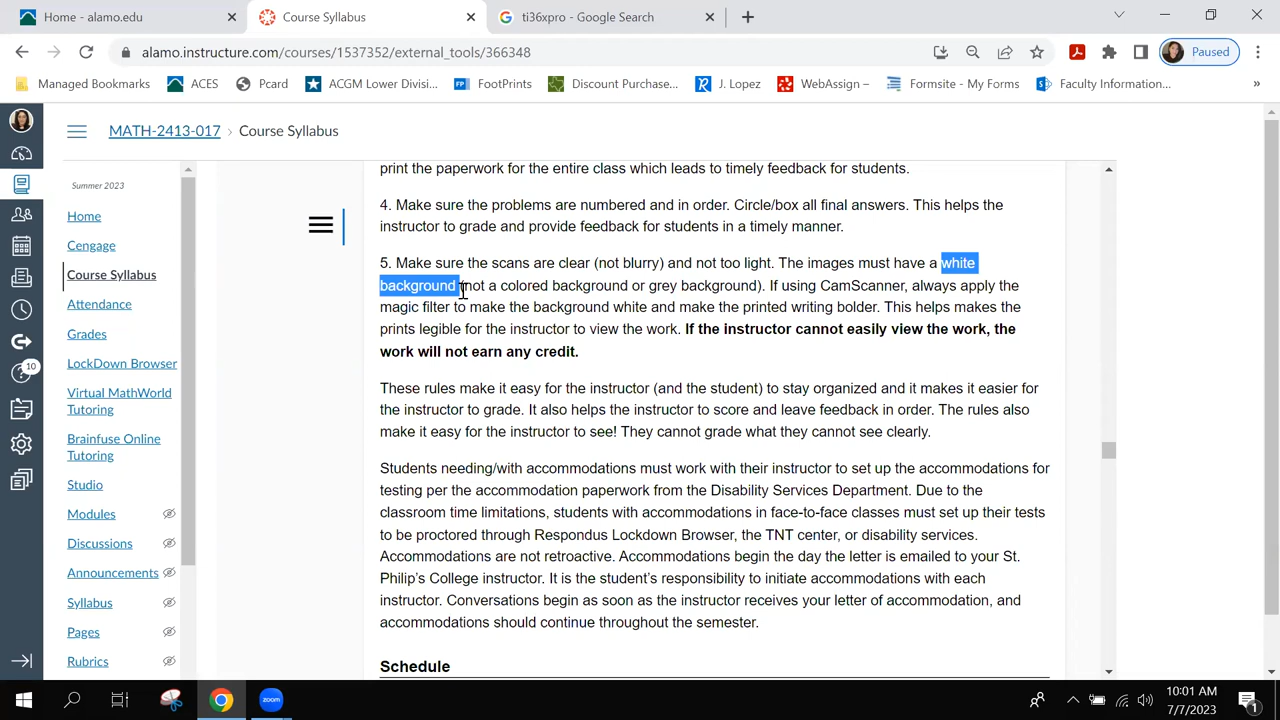 Home - alamo.edu
Course Syllabus
ti36xpro - Google Search
alamo.instructure.com/courses/1537352/external_tools/366348
Paused
Managed Bookmarks
ACES
Pcard
ACGM Lower Divisi...
FootPrints
Discount Purchase...
J. Lopez
WebAssign –
Formsite - My Forms
Faculty Information...
»
MATH-2413-017 › Course Syllabus
Summer 2023
Home
Cengage
Course Syllabus
Attendance
Grades
LockDown Browser
Virtual MathWorld
Tutoring
Brainfuse Online
Tutoring
Studio
Modules
Discussions
Announcements
Syllabus
Pages
Rubrics
10
print the paperwork for the entire class which leads to timely feedback for students.
4. Make sure the problems are numbered and in order. Circle/box all final answers. This helps the
instructor to grade and provide feedback for students in a timely manner.
5. Make sure the scans are clear (not blurry) and not too light. The images must have a white
background (not a colored background or grey background). If using CamScanner, always apply the
magic filter to make the background white and make the printed writing bolder. This helps makes the
prints legible for the instructor to view the work. If the instructor cannot easily view the work, the
work will not earn any credit.
These rules make it easy for the instructor (and the student) to stay organized and it makes it easier for
the instructor to grade. It also helps the instructor to score and leave feedback in order. The rules also
make it easy for the instructor to see! They cannot grade what they cannot see clearly.
Students needing/with accommodations must work with their instructor to set up the accommodations for
testing per the accommodation paperwork from the Disability Services Department. Due to the
classroom time limitations, students with accommodations in face-to-face classes must set up their tests
to be proctored through Respondus Lockdown Browser, the TNT center, or disability services.
Accommodations are not retroactive. Accommodations begin the day the letter is emailed to your St.
Philip's College instructor. It is the student's responsibility to initiate accommodations with each
instructor. Conversations begin as soon as the instructor receives your letter of accommodation, and
accommodations should continue throughout the semester.
Schedule
zoom
10:01 AM
7/7/2023
1